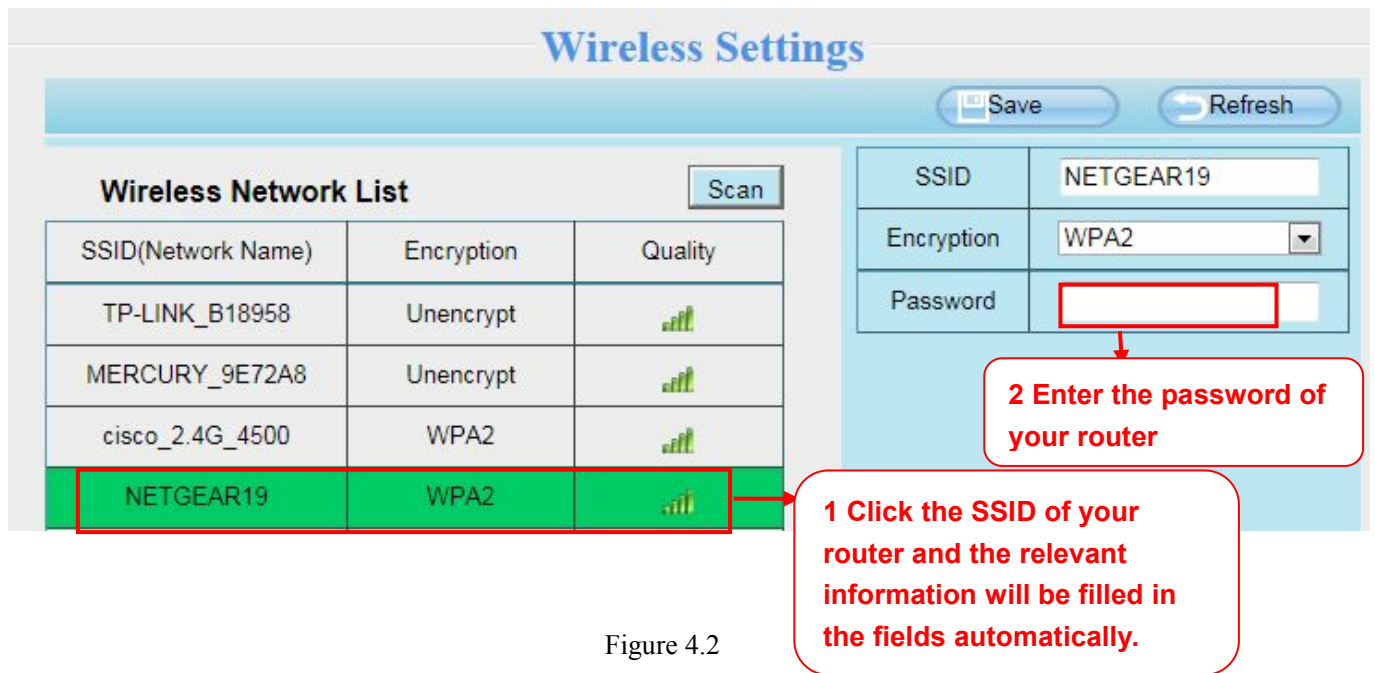 Wireless Settings
Save
Refresh
Wireless Network List
Scan
SSID(Network Name) Encryption Quality
TP-LINK_B18958 Unencrypt
MERCURY_9E72A8 Unencrypt
cisco_2.4G_4500 WPA2
NETGEAR19 WPA2
SSID NETGEAR19
Encryption WPA2
Password
2 Enter the password of
your router
1 Click the SSID of your
router and the relevant
information will be filled in
the fields automatically.
Figure 4.2